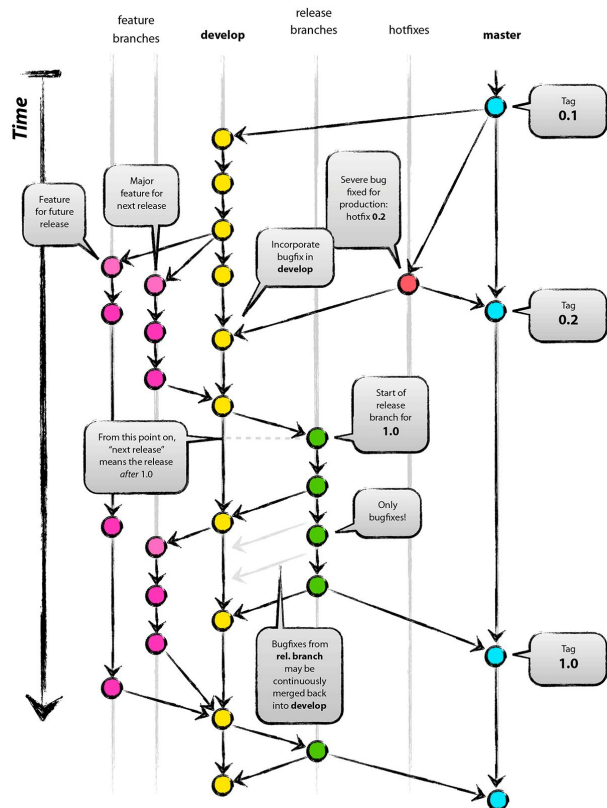 feature
branches
develop
release
branches
hotfixes
master
Time
Tag
0.1
Major
feature for
next release
Feature
for future
release
Severe bug
fixed for
production:
hotfix 0.2
Incorporate
bugfix in
develop
Tag
0.2
Start of
release
branch for
1.0
From this point on,
“next release”
means the release
after 1.0
Only
bugfixes!
Bugfixes from
rel. branch
may be
continuously
merged back
into develop
Tag
1.0